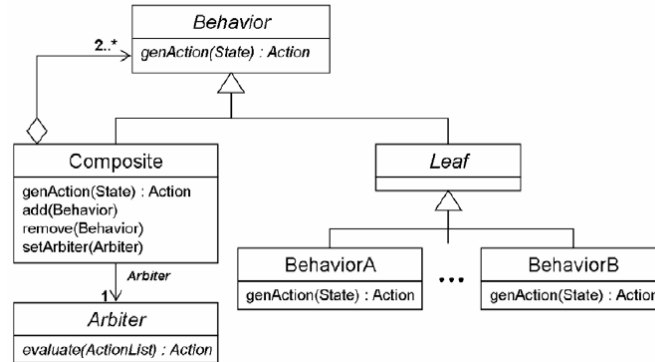 Behavior
genAction(State) : Action
2..*
Composite
genAction(State) : Action
add(Behavior)
remove(Behavior)
setArbiter(Arbiter)
Leaf
BehaviorA
genAction(State) : Action
...
BehaviorB
genAction(State) : Action
Arbiter
1
Arbiter
evaluate(ActionList) : Action